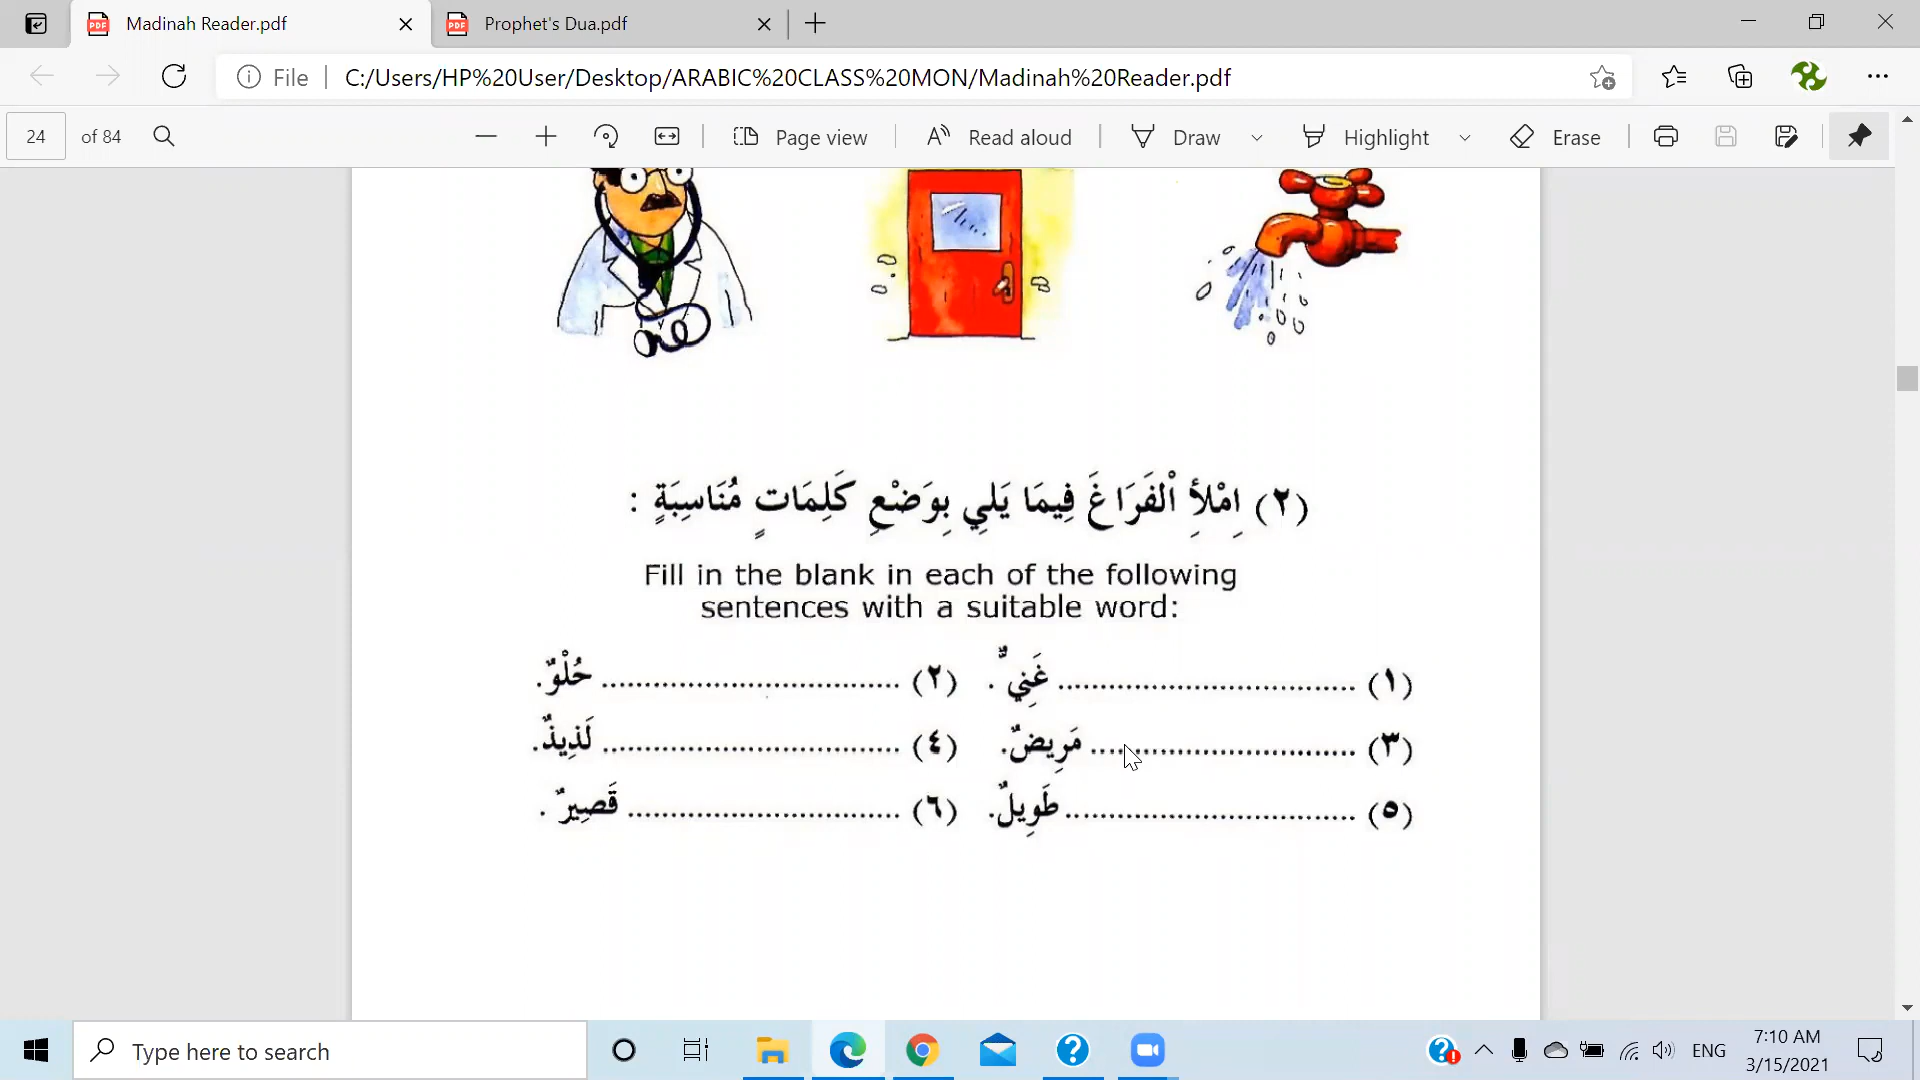 Madinah Reader.pdf
Prophet's Dua.pdf
File
C:/Users/HP%20User/Desktop/ARABIC%20CLASS%20MON/Madinah%20Reader.pdf
24 of 84
Page view
Read aloud
Draw
Highlight
Erase
(٢) اِمْلأِ الْفَرَاغَ فِيمَا يَلِي بِوَضْعِ كَلِمَاتٍ مُنَاسِبَةٍ :
Fill in the blank in each of the following
sentences with a suitable word:
(١) .................................. غَنِيٌّ . (٢) .................................. حُلْوٌ.
(٣) .................................. مَرِيضٌ. (٤) .................................. لَذِيذٌ.
(٥) .................................. طَوِيلٌ. (٦) .................................. قَصِيرٌ .
Type here to search
ENG
7:10 AM
3/15/2021